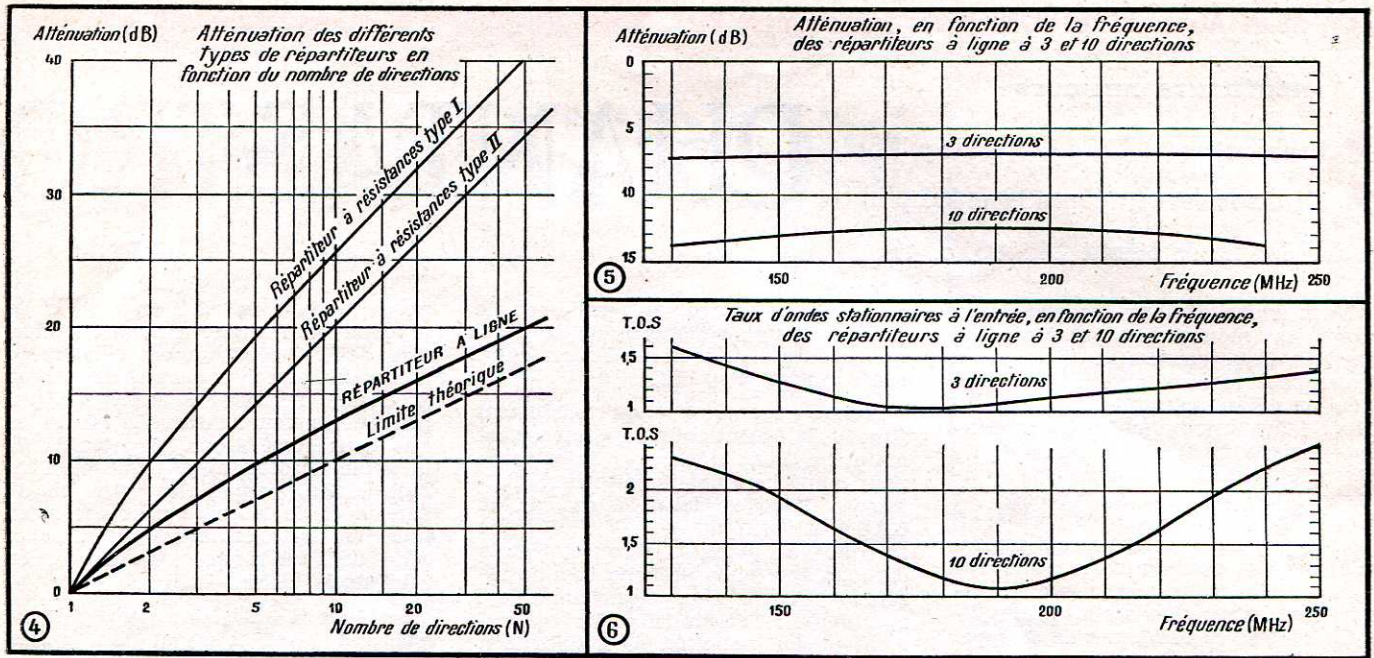 Atténuation (dB)
Atténuation des différents
types de répartiteurs en
fonction du nombre de directions
40
30
20
10
0
Répartiteur à résistances type I
Répartiteur à résistances type II
RÉPARTITEUR A LIGNE
Limite théorique
1 2 5 10 20 50
Nombre de directions (N)
4
Atténuation, en fonction de la fréquence,
des répartiteurs à ligne à 3 et 10 directions
Atténuation (dB)
0
5
10
15
3 directions
10 directions
150 200 250
Fréquence (MHz)
5
Taux d'ondes stationnaires à l'entrée, en fonction de la fréquence,
des répartiteurs à ligne à 3 et 10 directions
T.O.S
1,5
1
3 directions
T.O.S
2
1,5
1
10 directions
150 200 250
Fréquence (MHz)
6